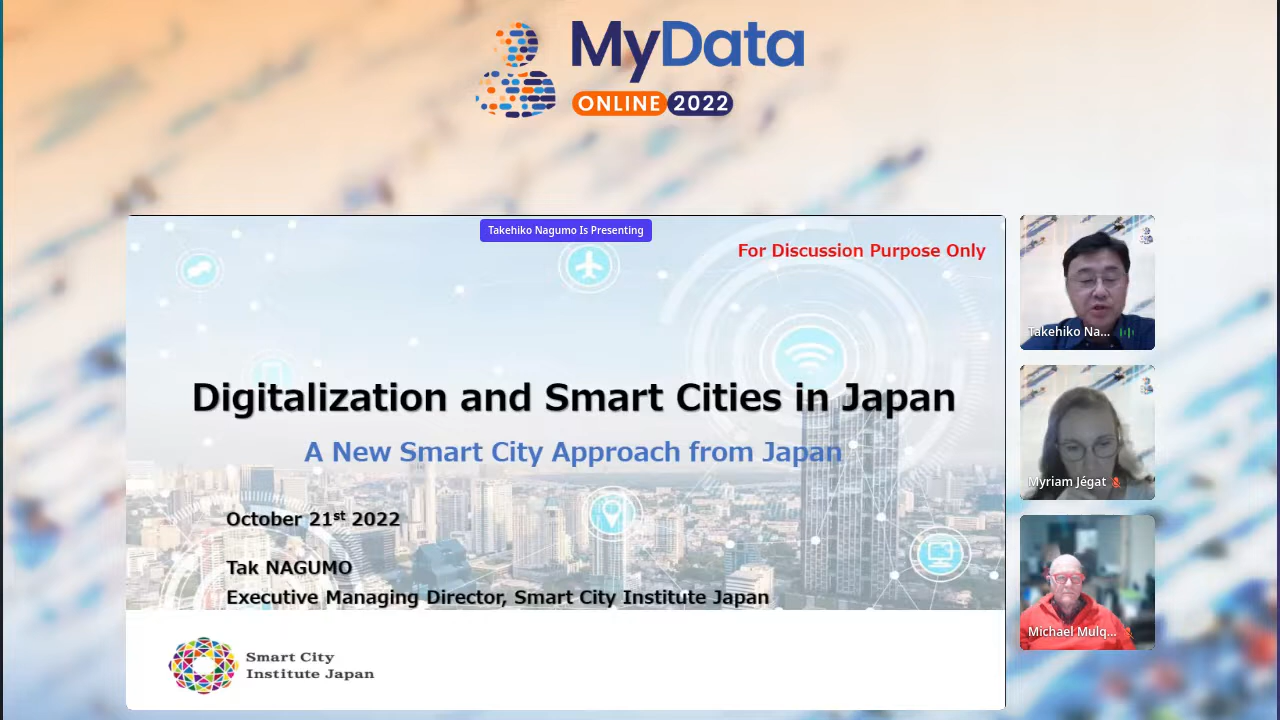 MyData
ONLINE 2022
Takehiko Nagumo Is Presenting
For Discussion Purpose Only
Digitalization and Smart Cities in Japan
A New Smart City Approach from Japan
October 21st 2022
Tak NAGUMO
Executive Managing Director, Smart City Institute Japan
Smart City
Institute Japan
Takehiko Na...
Myriam Jégat
Michael Mulq...